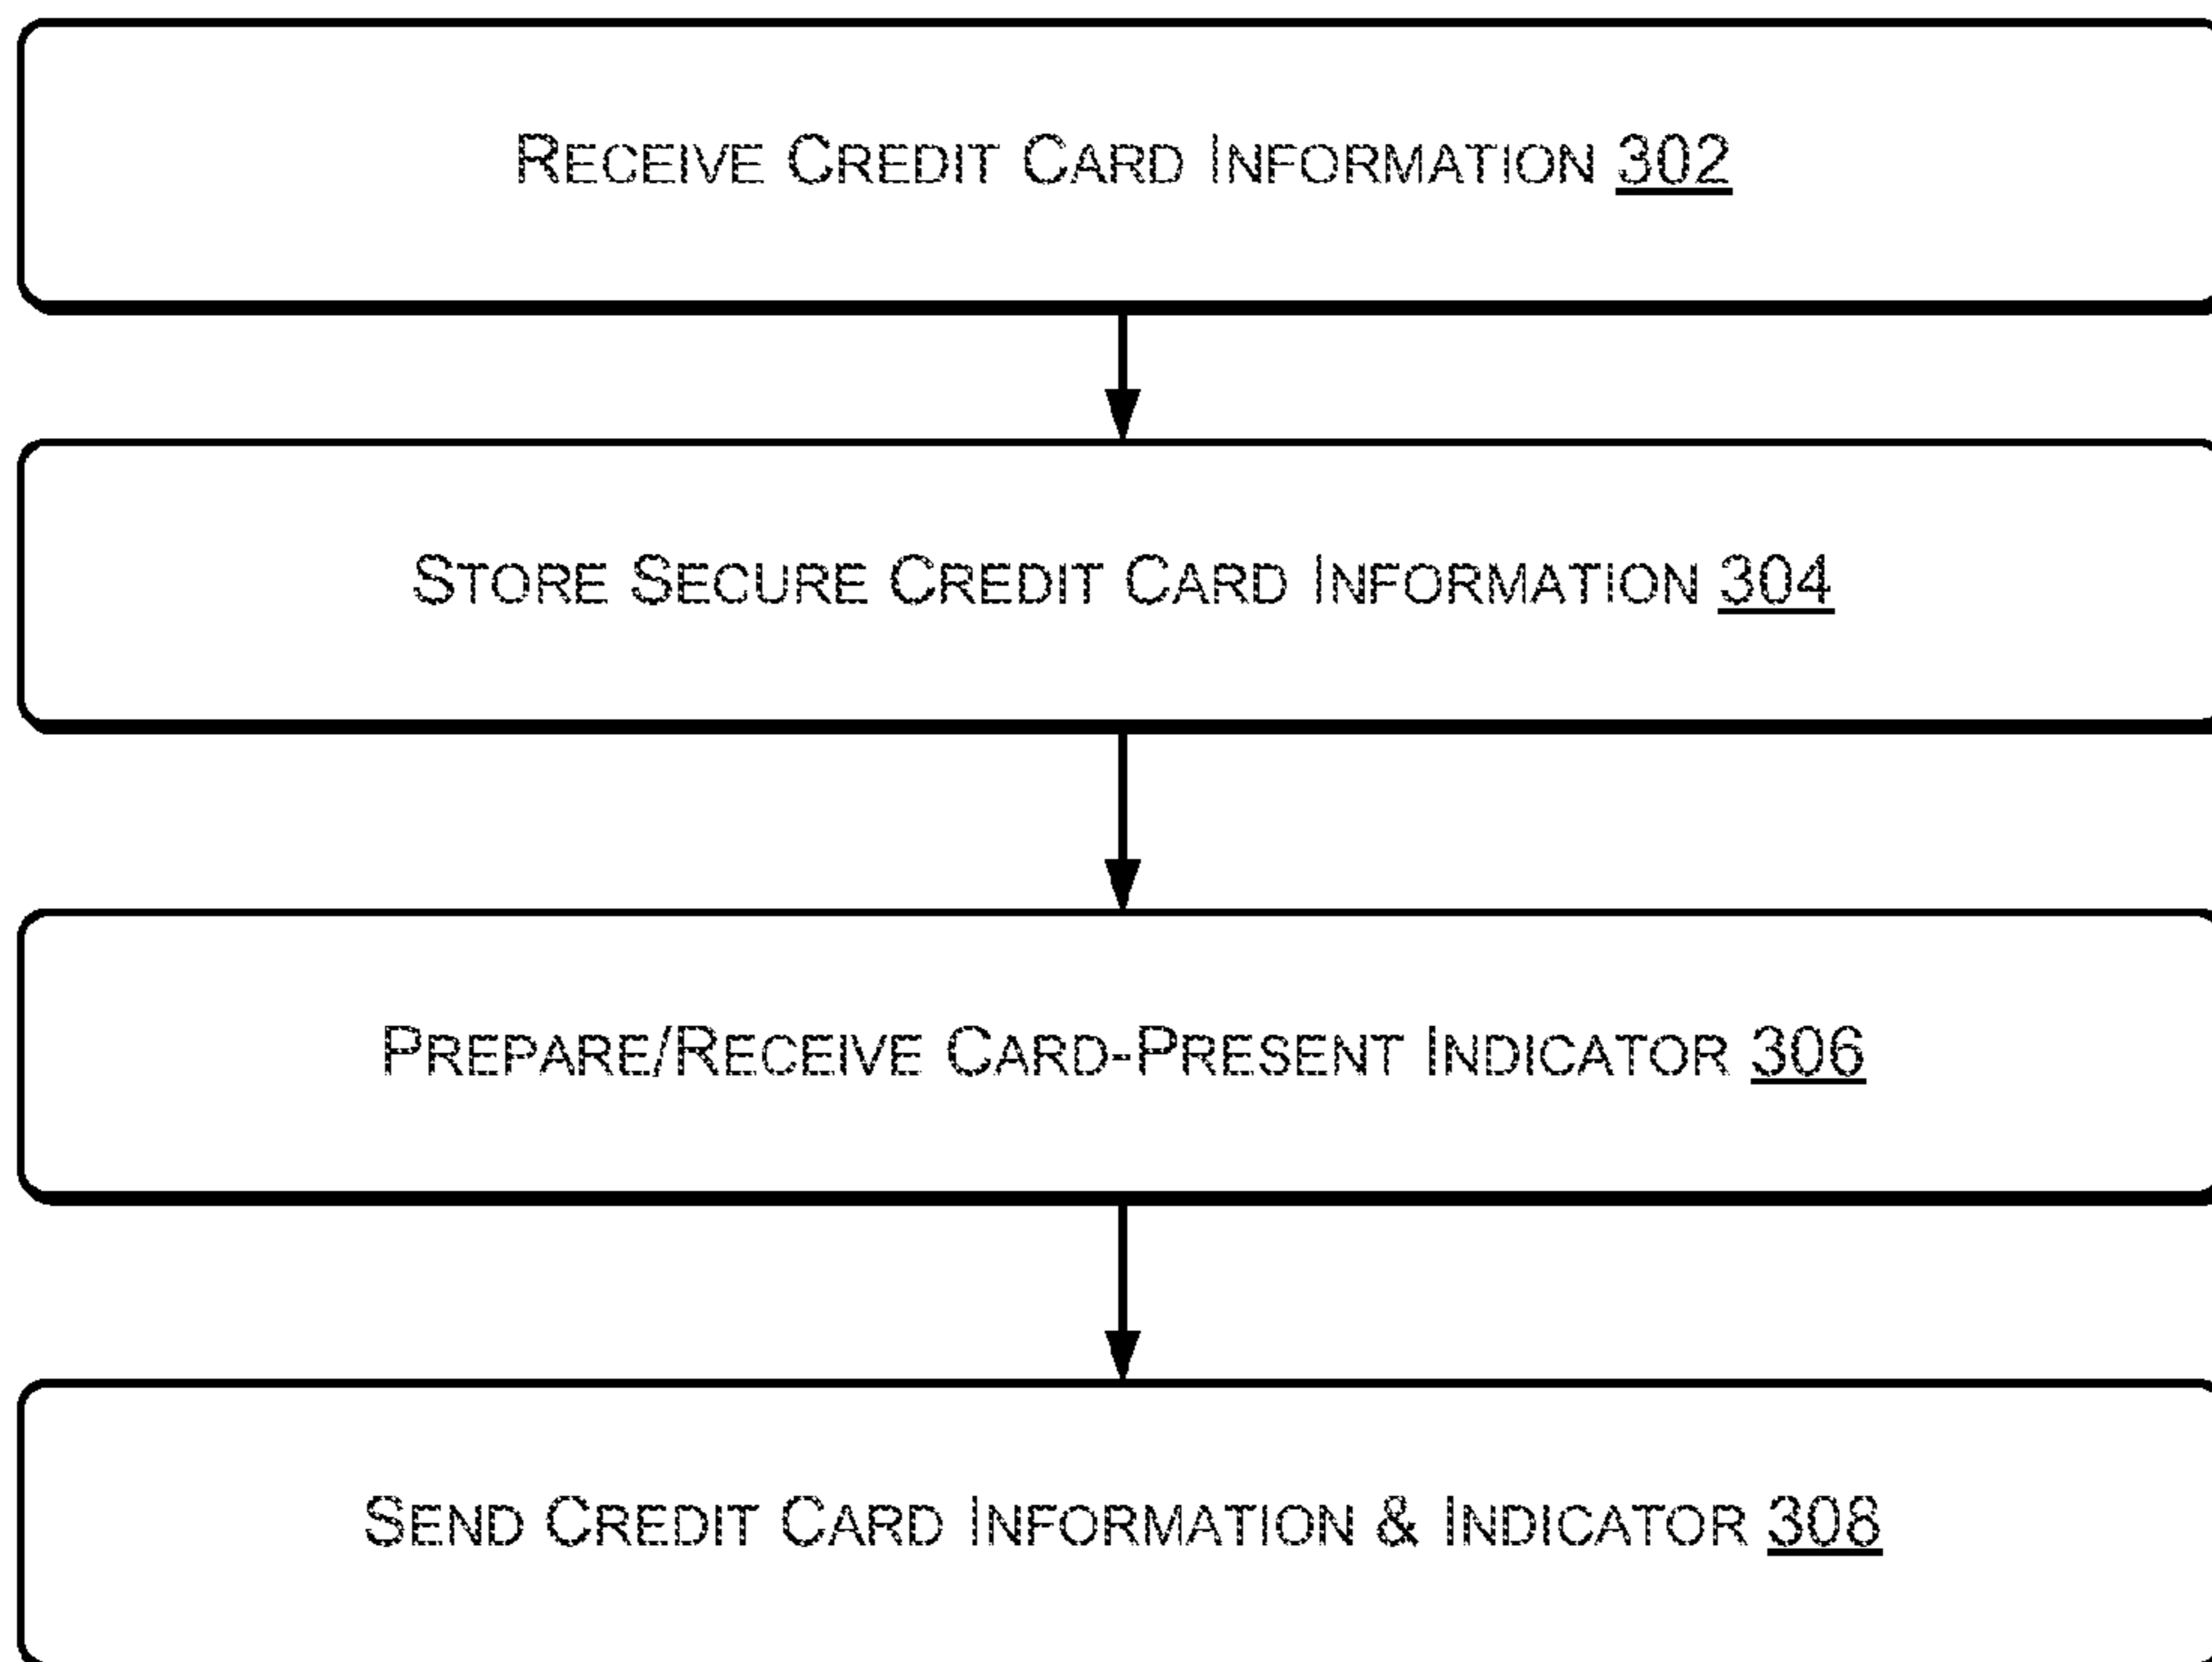 RECEIVE CREDIT CARD INFORMATION 302
STORE SECURE CREDIT CARD INFORMATION 304
PREPARE/RECEIVE CARD-PRESENT INDICATOR 306
SEND CREDIT CARD INFORMATION & INDICATOR 308